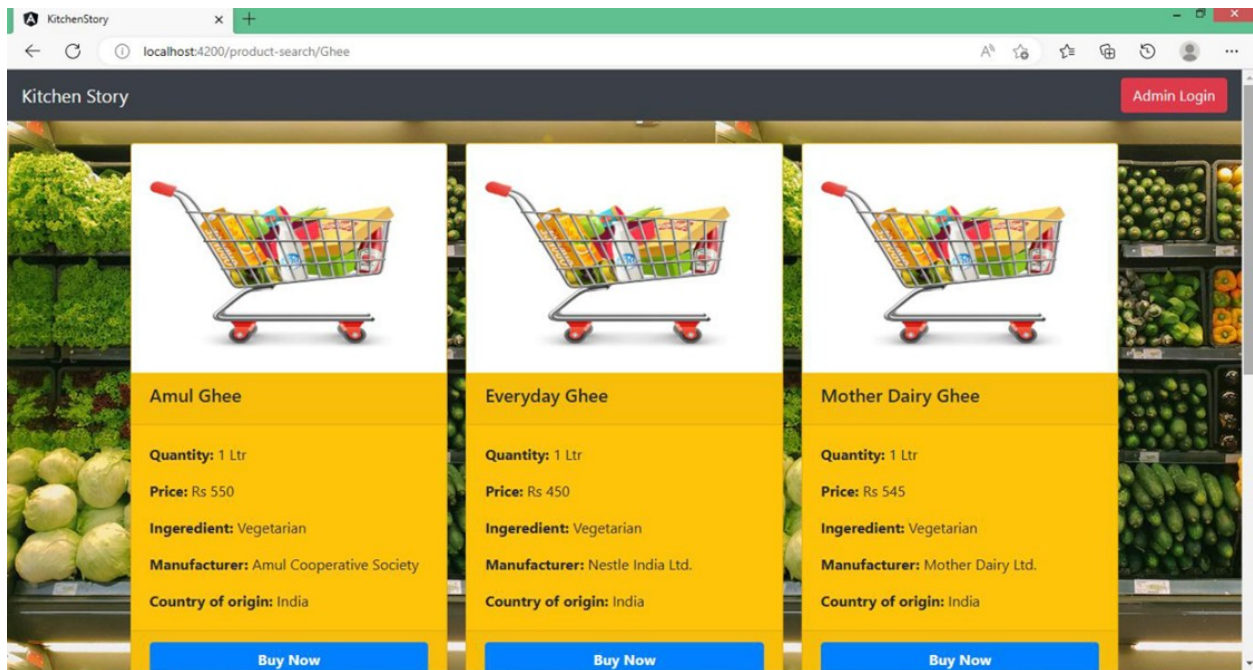 KitchenStory
localhost:4200/product-search/Ghee
Kitchen Story
Admin Login
Amul Ghee
Quantity: 1 Ltr
Price: Rs 550
Ingeredient: Vegetarian
Manufacturer: Amul Cooperative Society
Country of origin: India
Buy Now
Everyday Ghee
Quantity: 1 Ltr
Price: Rs 450
Ingeredient: Vegetarian
Manufacturer: Nestle India Ltd.
Country of origin: India
Buy Now
Mother Dairy Ghee
Quantity: 1 Ltr
Price: Rs 545
Ingeredient: Vegetarian
Manufacturer: Mother Dairy Ltd.
Country of origin: India
Buy Now